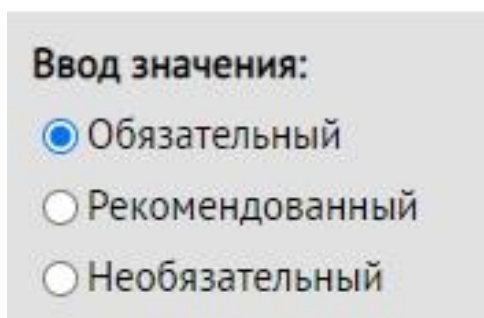 Ввод значения:
Обязательный
Рекомендованный
Необязательный